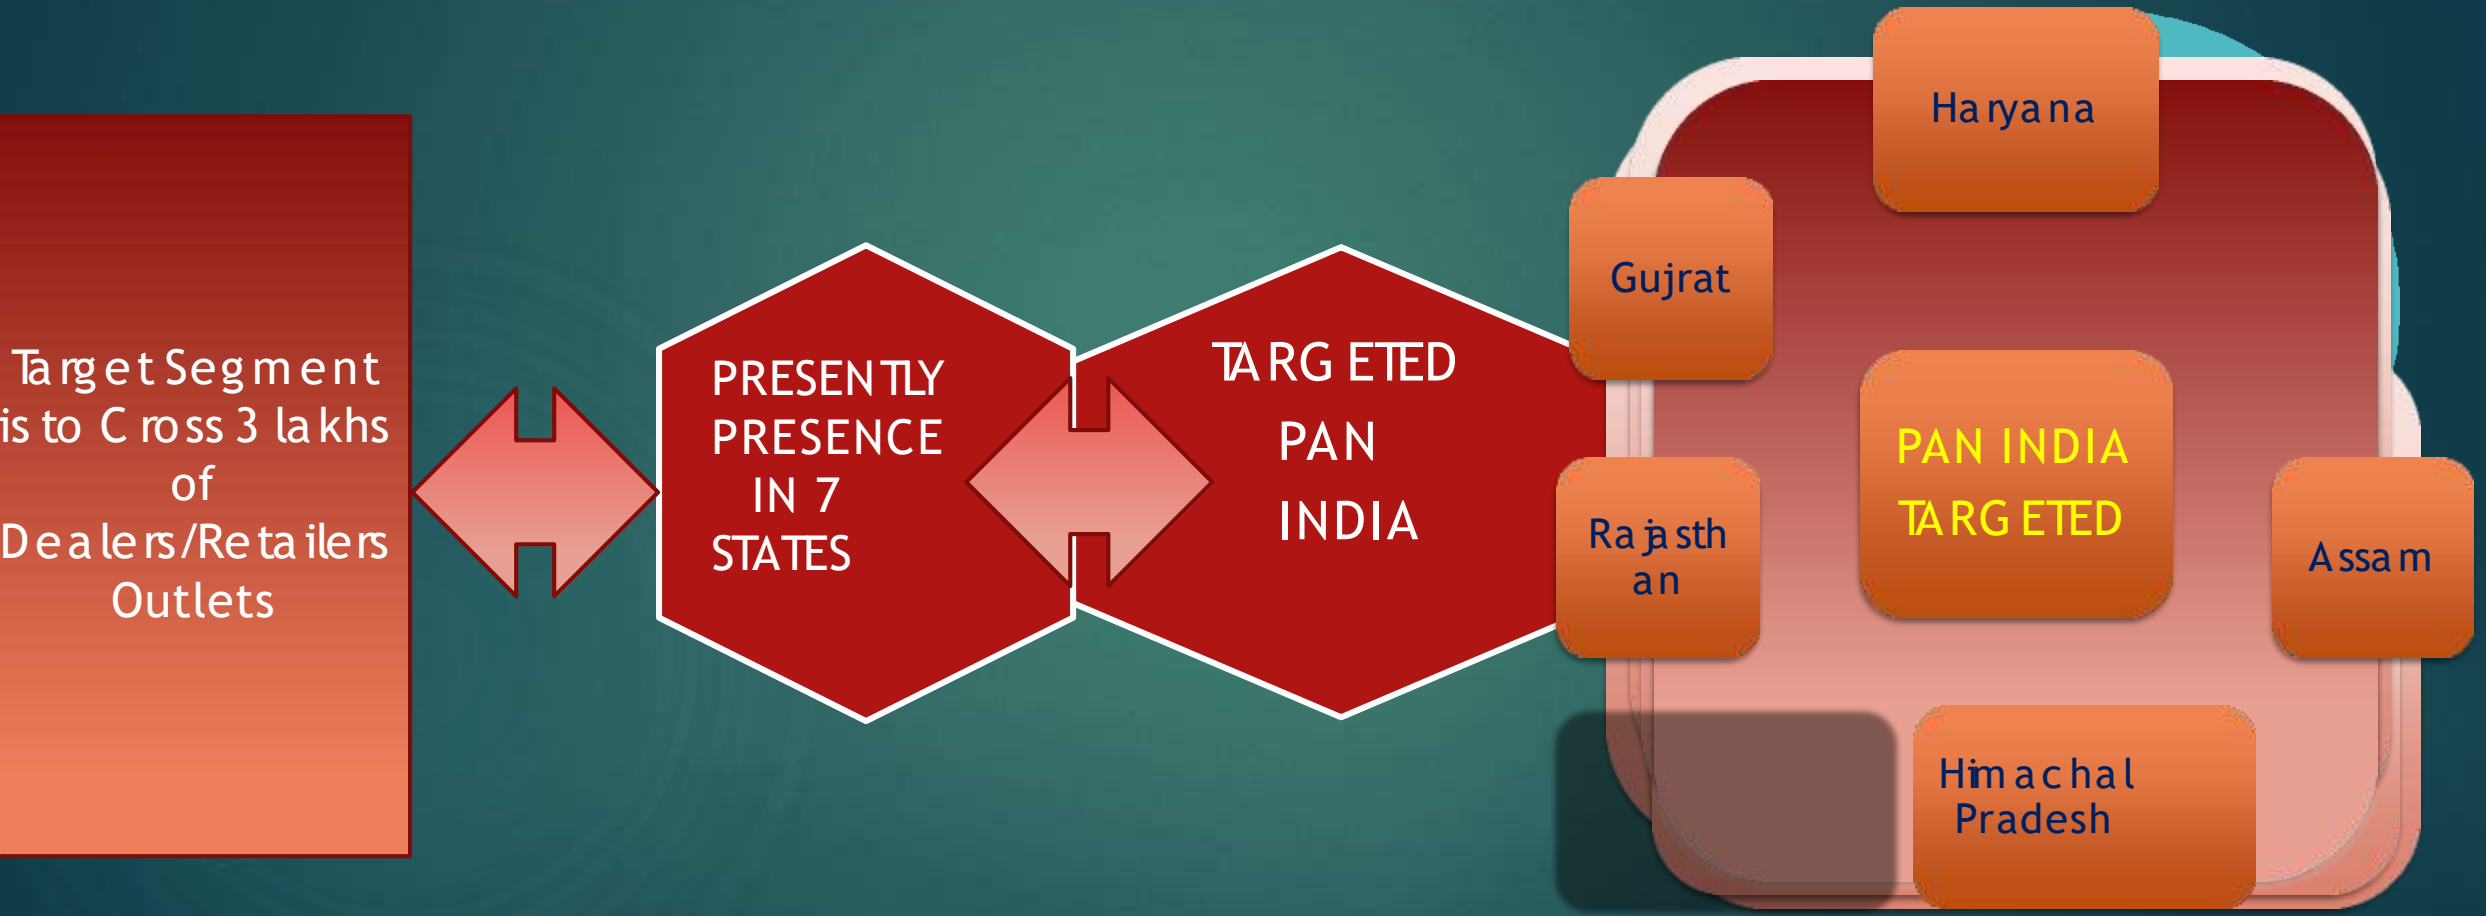 Target Segment
is to Cross 3 lakhs
of
Dealers/Retailers
Outlets
PRESENTLY
PRESENCE
IN 7
STATES
TARGETED
PAN
INDIA
Haryana
Gujrat
PAN INDIA
TARGETED
Rajasth
an
Assam
Himachal
Pradesh